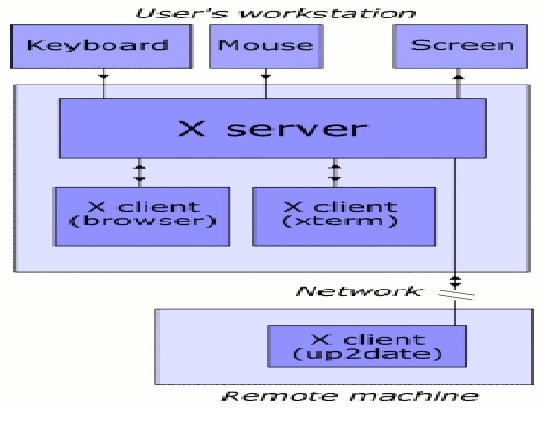 User's workstation
Keyboard
Mouse
Screen
X server
X client
(browser)
X client
(xterm)
Network
X client
(up2date)
Remote machine